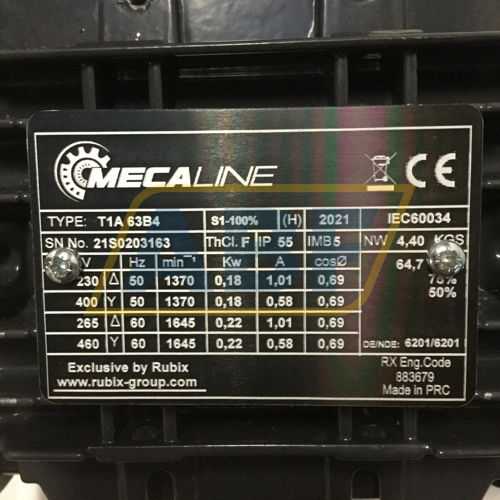 MECALINE
CE
TYPE: T1A 63B4 S1-100% (H) 2021 IEC60034
SN No. 21S0203163 ThCl. F IP 55 IMB5 NW 4,40 KGS
V Hz min⁻¹ Kw A cosØ 64,7
230 Δ 50 1370 0,18 1,01 0,69 75%
400 Y 50 1370 0,18 0,58 0,69 50%
265 Δ 60 1645 0,22 1,01 0,69
460 Y 60 1645 0,22 0,58 0,69 DE/NDE: 6201/6201
Exclusive by Rubix RX Eng.Code
www.rubix-group.com 883679
Made in PRC